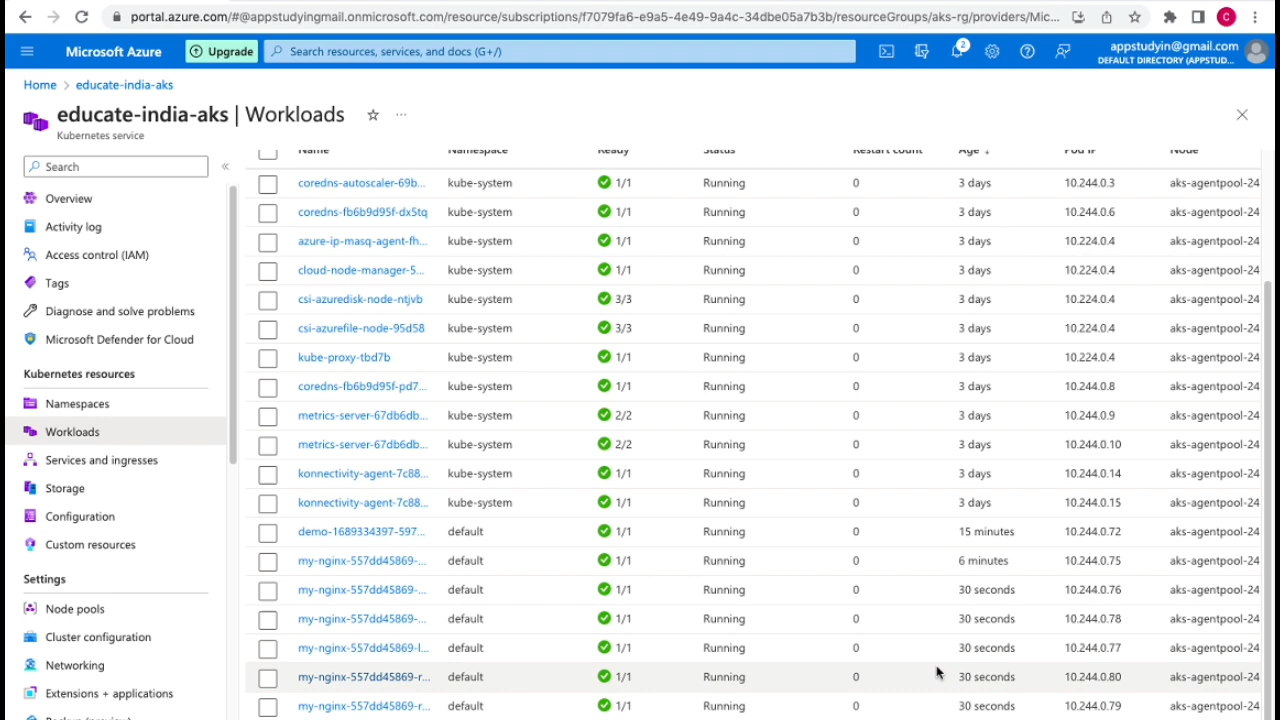 portal.azure.com/#@appstudyingmail.onmicrosoft.com/resource/subscriptions/f7079fa6-e9a5-4e49-9a4c-34dbe05a7b3b/resourceGroups/aks-rg/providers/Mic...
C
Microsoft Azure
Upgrade
Search resources, services, and docs (G+/)
2
appstudyin@gmail.com
DEFAULT DIRECTORY (APPSTUD...
Home > educate-india-aks
educate-india-aks | Workloads
Kubernetes service
Search
Overview
Activity log
Access control (IAM)
Tags
Diagnose and solve problems
Microsoft Defender for Cloud
Kubernetes resources
Namespaces
Workloads
Services and ingresses
Storage
Configuration
Custom resources
Settings
Node pools
Cluster configuration
Networking
Extensions + applications
Backup (preview)
Name Namespace Ready Status Restart count Age ↓ Pod IP Node
coredns-autoscaler-69b... kube-system 1/1 Running 0 3 days 10.244.0.3 aks-agentpool-24
coredns-fb6b9d95f-dx5tq kube-system 1/1 Running 0 3 days 10.244.0.6 aks-agentpool-24
azure-ip-masq-agent-fh... kube-system 1/1 Running 0 3 days 10.224.0.4 aks-agentpool-24
cloud-node-manager-5... kube-system 1/1 Running 0 3 days 10.224.0.4 aks-agentpool-24
csi-azuredisk-node-ntjvb kube-system 3/3 Running 0 3 days 10.224.0.4 aks-agentpool-24
csi-azurefile-node-95d58 kube-system 3/3 Running 0 3 days 10.224.0.4 aks-agentpool-24
kube-proxy-tbd7b kube-system 1/1 Running 0 3 days 10.224.0.4 aks-agentpool-24
coredns-fb6b9d95f-pd7... kube-system 1/1 Running 0 3 days 10.244.0.8 aks-agentpool-24
metrics-server-67db6db... kube-system 2/2 Running 0 3 days 10.244.0.9 aks-agentpool-24
metrics-server-67db6db... kube-system 2/2 Running 0 3 days 10.244.0.10 aks-agentpool-24
konnectivity-agent-7c88... kube-system 1/1 Running 0 3 days 10.244.0.14 aks-agentpool-24
konnectivity-agent-7c88... kube-system 1/1 Running 0 3 days 10.244.0.15 aks-agentpool-24
demo-1689334397-597... default 1/1 Running 0 15 minutes 10.244.0.72 aks-agentpool-24
my-nginx-557dd45869-... default 1/1 Running 0 6 minutes 10.244.0.75 aks-agentpool-24
my-nginx-557dd45869-... default 1/1 Running 0 30 seconds 10.244.0.76 aks-agentpool-24
my-nginx-557dd45869-... default 1/1 Running 0 30 seconds 10.244.0.78 aks-agentpool-24
my-nginx-557dd45869-l... default 1/1 Running 0 30 seconds 10.244.0.77 aks-agentpool-24
my-nginx-557dd45869-r... default 1/1 Running 0 30 seconds 10.244.0.80 aks-agentpool-24
my-nginx-557dd45869-r... default 1/1 Running 0 30 seconds 10.244.0.79 aks-agentpool-24